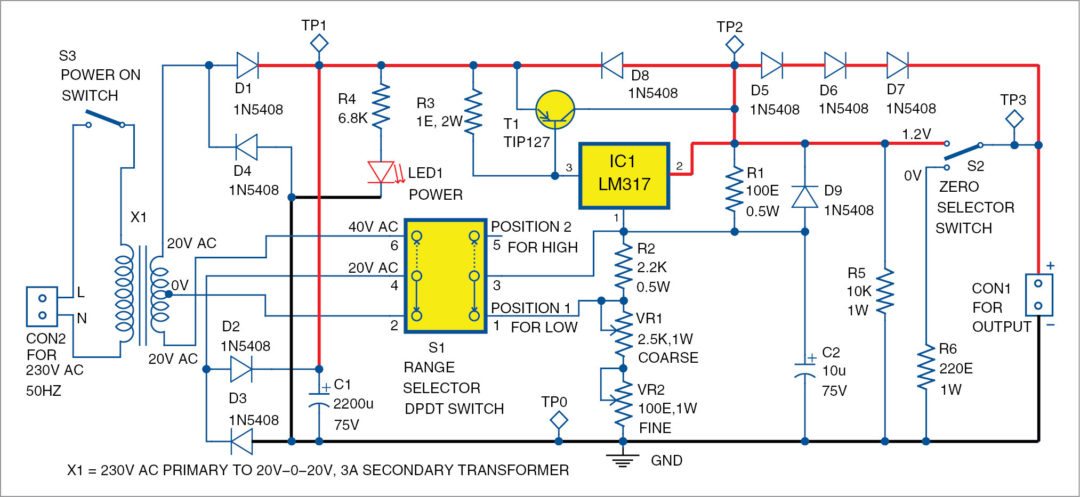 TP1
TP2
S3
POWER ON
SWITCH
D1
1N5408
R4
6.8K
R3
1E, 2W
T1
TIP127
D8
1N5408
D5
1N5408
D6
1N5408
D7
1N5408
TP3
D4
1N5408
LED1
POWER
3
IC1
LM317
2
1
R1
100E
0.5W
D9
1N5408
1.2V
0V
S2
ZERO
SELECTOR
SWITCH
X1
20V AC
0V
20V AC
40V AC
6
20V AC
4
2
5
POSITION 2
FOR HIGH
3
POSITION 1
1
FOR LOW
S1
RANGE
SELECTOR
DPDT SWITCH
R2
2.2K
0.5W
VR1
2.5K,1W
COARSE
VR2
100E,1W
FINE
R5
10K
1W
CON1
FOR
OUTPUT
+
−
L
N
CON2
FOR
230V AC
50HZ
D2
1N5408
D3
1N5408
+
C1
2200u
75V
TP0
+
C2
10u
75V
R6
220E
1W
GND
X1 = 230V AC PRIMARY TO 20V−0−20V, 3A SECONDARY TRANSFORMER